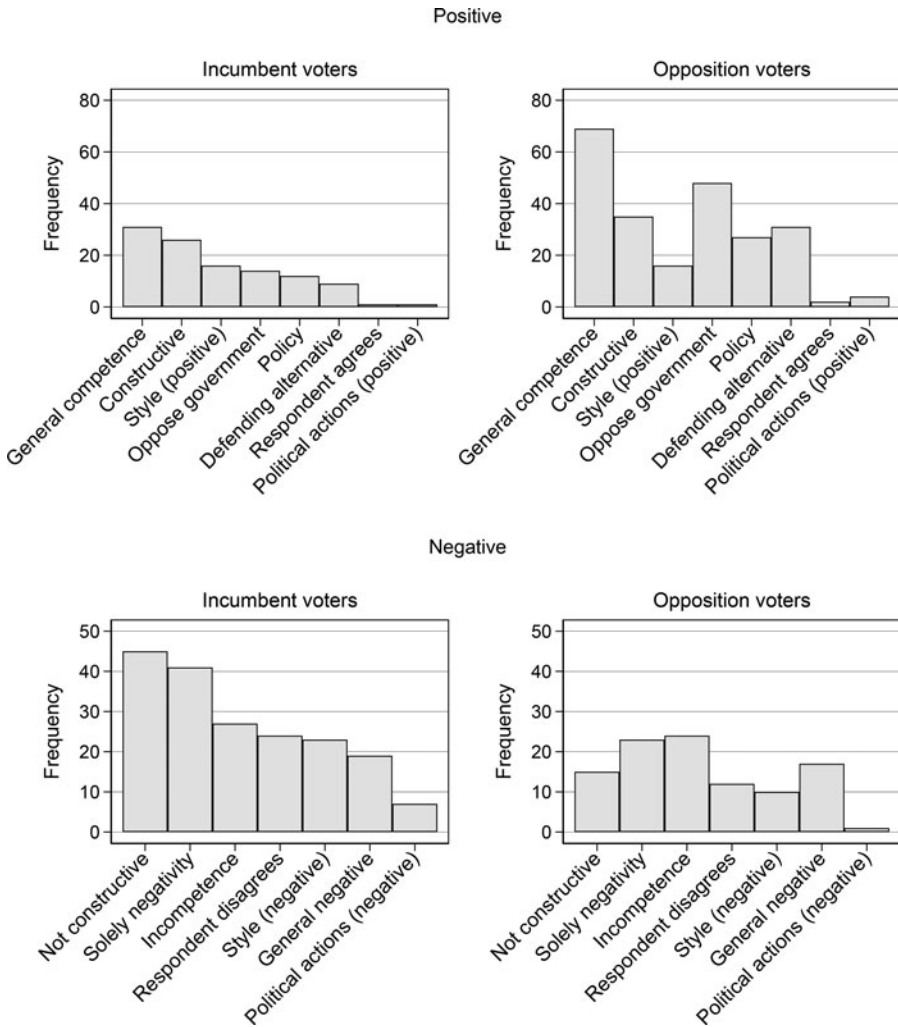 Positive
Incumbent voters
Opposition voters
80
60
40
20
0
Frequency
General competence
Constructive
Style (positive)
Oppose government
Policy
Defending alternative
Respondent agrees
Political actions (positive)
80
60
40
20
0
Frequency
General competence
Constructive
Style (positive)
Oppose government
Policy
Defending alternative
Respondent agrees
Political actions (positive)
Negative
Incumbent voters
Opposition voters
50
40
30
20
10
0
Frequency
Not constructive
Solely negativity
Incompetence
Respondent disagrees
Style (negative)
General negative
Political actions (negative)
50
40
30
20
10
0
Frequency
Not constructive
Solely negativity
Incompetence
Respondent disagrees
Style (negative)
General negative
Political actions (negative)